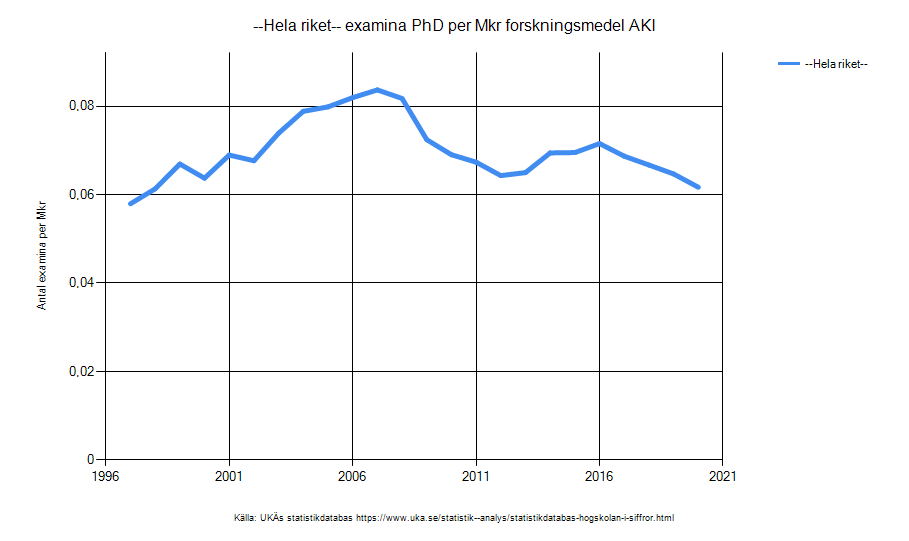 --Hela riket-- examina PhD per Mkr forskningsmedel AKI
--Hela riket--
Antal examina per Mkr
0,08
0,06
0,04
0,02
0
1996 2001 2006 2011 2016 2021
Källa: UKÄs statistikdatabas https://www.uka.se/statistik--analys/statistikdatabas-hogskolan-i-siffror.html